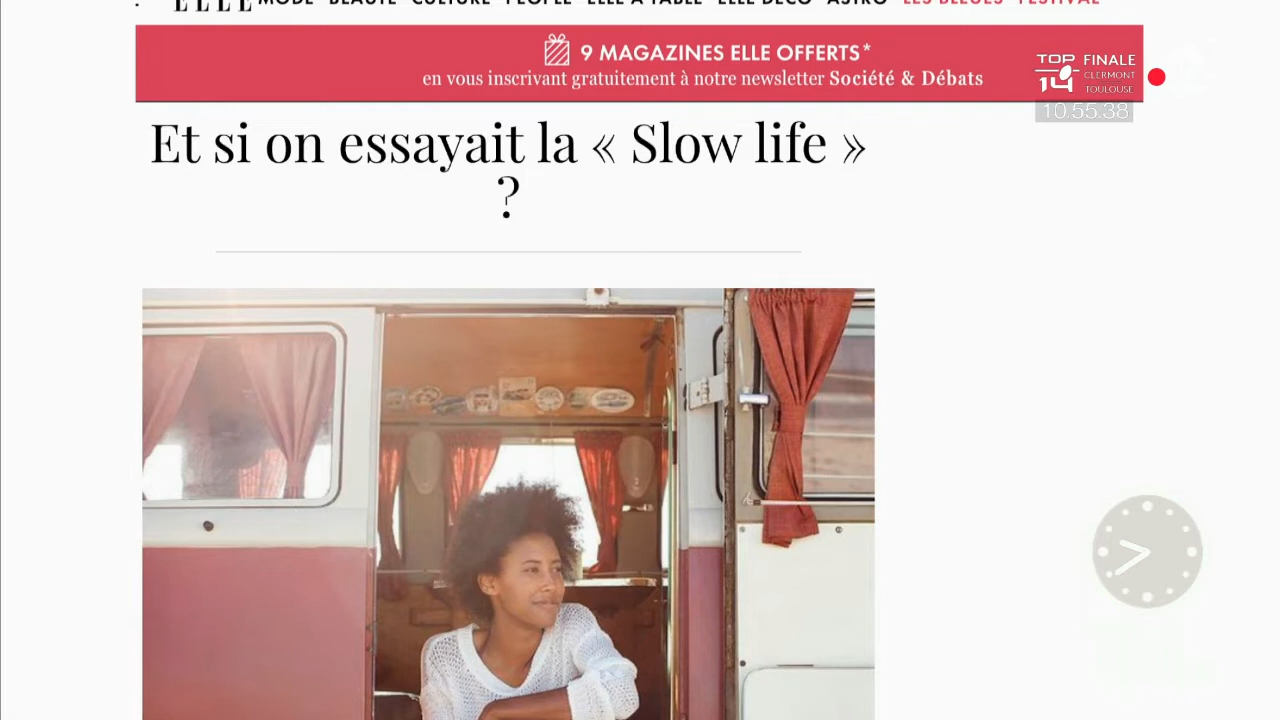 ELLE MODE BEAUTÉ CULTURE PEOPLE ELLE À TABLE ELLE DÉCO ASTRO LES BLEUES FESTIVAL
9 MAGAZINES ELLE OFFERTS*
en vous inscrivant gratuitement à notre newsletter Société & Débats
TOP 14
FINALE
CLERMONT
TOULOUSE
10.55.38
Et si on essayait la « Slow life »
?